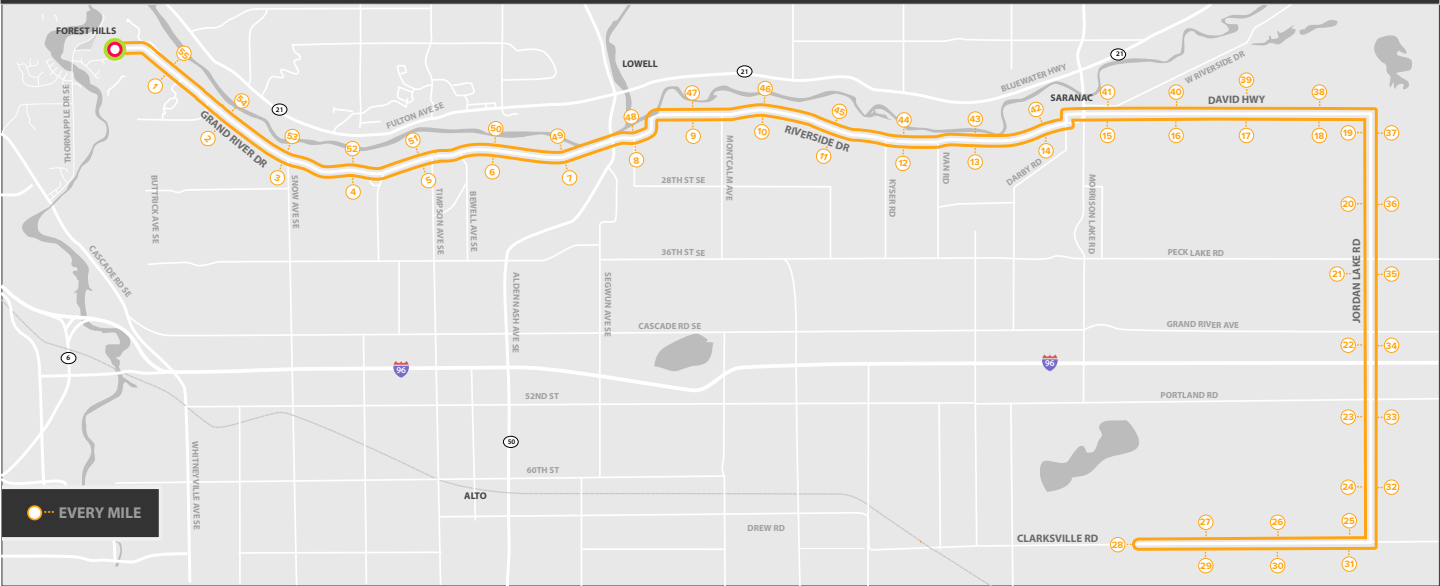 FOREST HILLS
55
1
THORNAPPLE DR SE
54
21
2
GRAND RIVER DR
53
3
FULTON AVE SE
52
4
51
5
50
6
49
7
LOWELL
48
8
47
9
21
46
10
RIVERSIDE DR
45
11
44
12
43
13
42
14
BLUEWATER HWY
21
W RIVERSIDE DR
SARANAC
41
15
40
16
39
DAVID HWY
17
38
18
19
37
BUTTRICK AVE SE
SNOW AVE SE
TIMPSON AVE SE
BEWELL AVE SE
28TH ST SE
MONTCALM AVE
KYSER RD
IVAN RD
DARBY RD
MORRISON LAKE RD
20
36
36TH ST SE
PECK LAKE RD
CASCADE RD SE
ALDEN NASH AVE SE
SEGWUN AVE SE
JORDAN LAKE RD
21
35
CASCADE RD SE
GRAND RIVER AVE
22
34
6
96
96
52ND ST
PORTLAND RD
23
33
50
WHITNEYVILLE AVE SE
60TH ST
24
32
ALTO
EVERY MILE
DREW RD
27
26
25
CLARKSVILLE RD
28
29
30
31